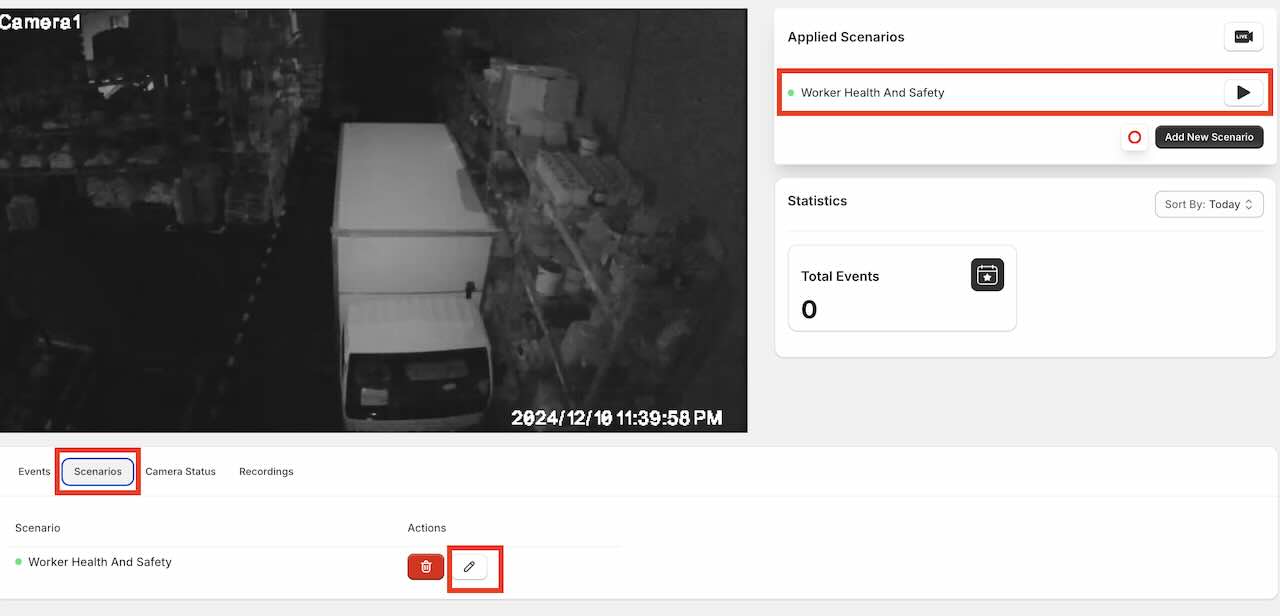 Camera1
2024/12/10 11:39:58 PM
Applied Scenarios
LIVE
Worker Health And Safety
Add New Scenario
Statistics
Sort By: Today
Total Events
0
Events Scenarios Camera Status Recordings
Scenario Actions
Worker Health And Safety